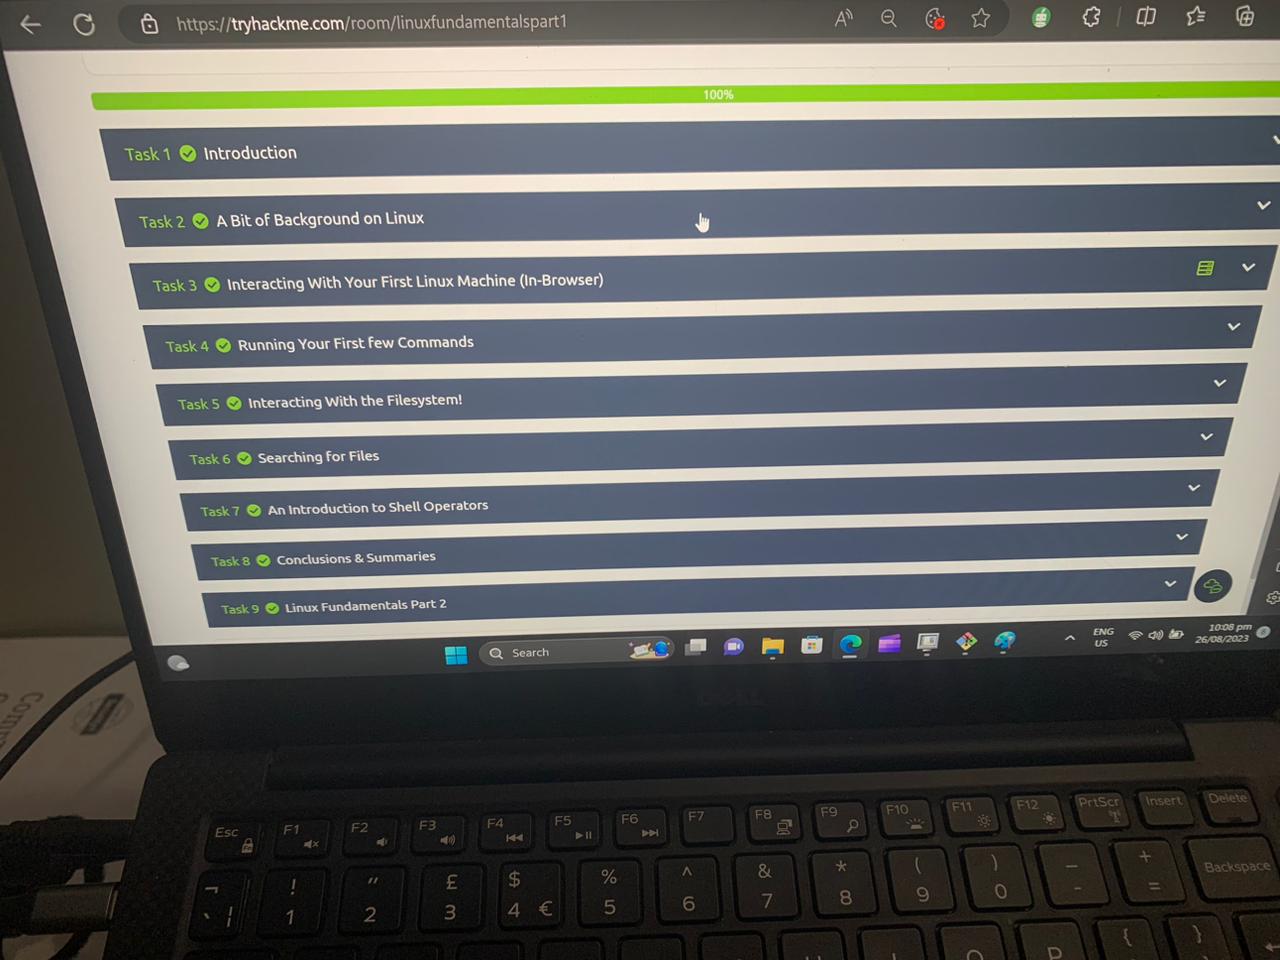 https://tryhackme.com/room/linuxfundamentalspart1
100%
Task 1 Introduction
Task 2 A Bit of Background on Linux
Task 3 Interacting With Your First Linux Machine (In-Browser)
Task 4 Running Your First few Commands
Task 5 Interacting With the Filesystem!
Task 6 Searching for Files
Task 7 An Introduction to Shell Operators
Task 8 Conclusions & Summaries
Task 9 Linux Fundamentals Part 2
Search
ENG
US
10:08 pm
26/08/2023
DELL
Esc F1 F2 F3 F4 F5 F6 F7 F8 F9 F10 F11 F12 PrtScr Insert Delete
¬ ! " £ $ % ^ & * ( ) _ + Backspace
` ¦ 1 2 3 4 € 5 6 7 8 9 0 - =
P { }